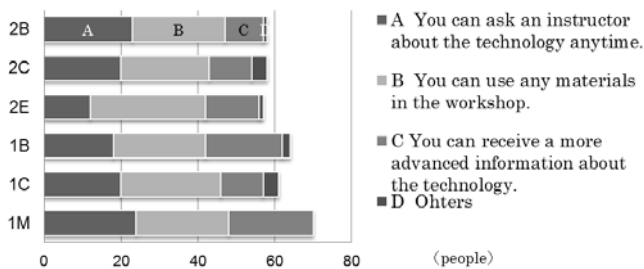 2B
A B C D
2C
2E
1B
1C
1M
0 20 40 60 80
■A You can ask an instructor
about the technology anytime.
■B You can use any materials
in the workshop.
■C You can receive a more
advanced information about
the technology.
■D Ohters
(people)